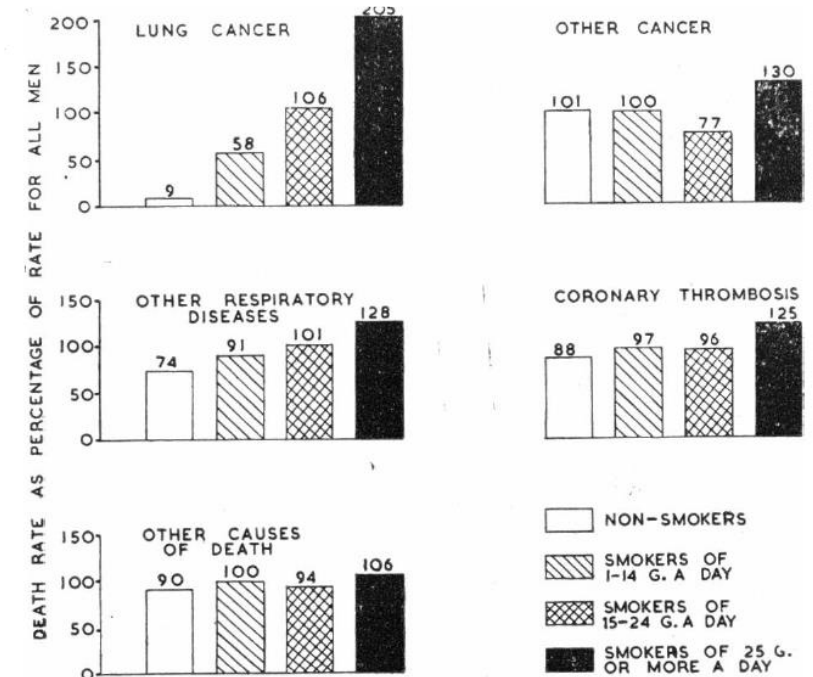 DEATH RATE AS PERCENTAGE OF RATE FOR ALL MEN
LUNG CANCER
200
150
100
50
0
9
58
106
205
OTHER CANCER
101
100
77
130
OTHER RESPIRATORY
DISEASES
150
100
50
0
74
91
101
128
CORONARY THROMBOSIS
88
97
96
125
OTHER CAUSES
OF DEATH
150
100
50
0
90
100
94
106
NON-SMOKERS
SMOKERS OF
1-14 G. A DAY
SMOKERS OF
15-24 G. A DAY
SMOKERS OF 25 G.
OR MORE A DAY